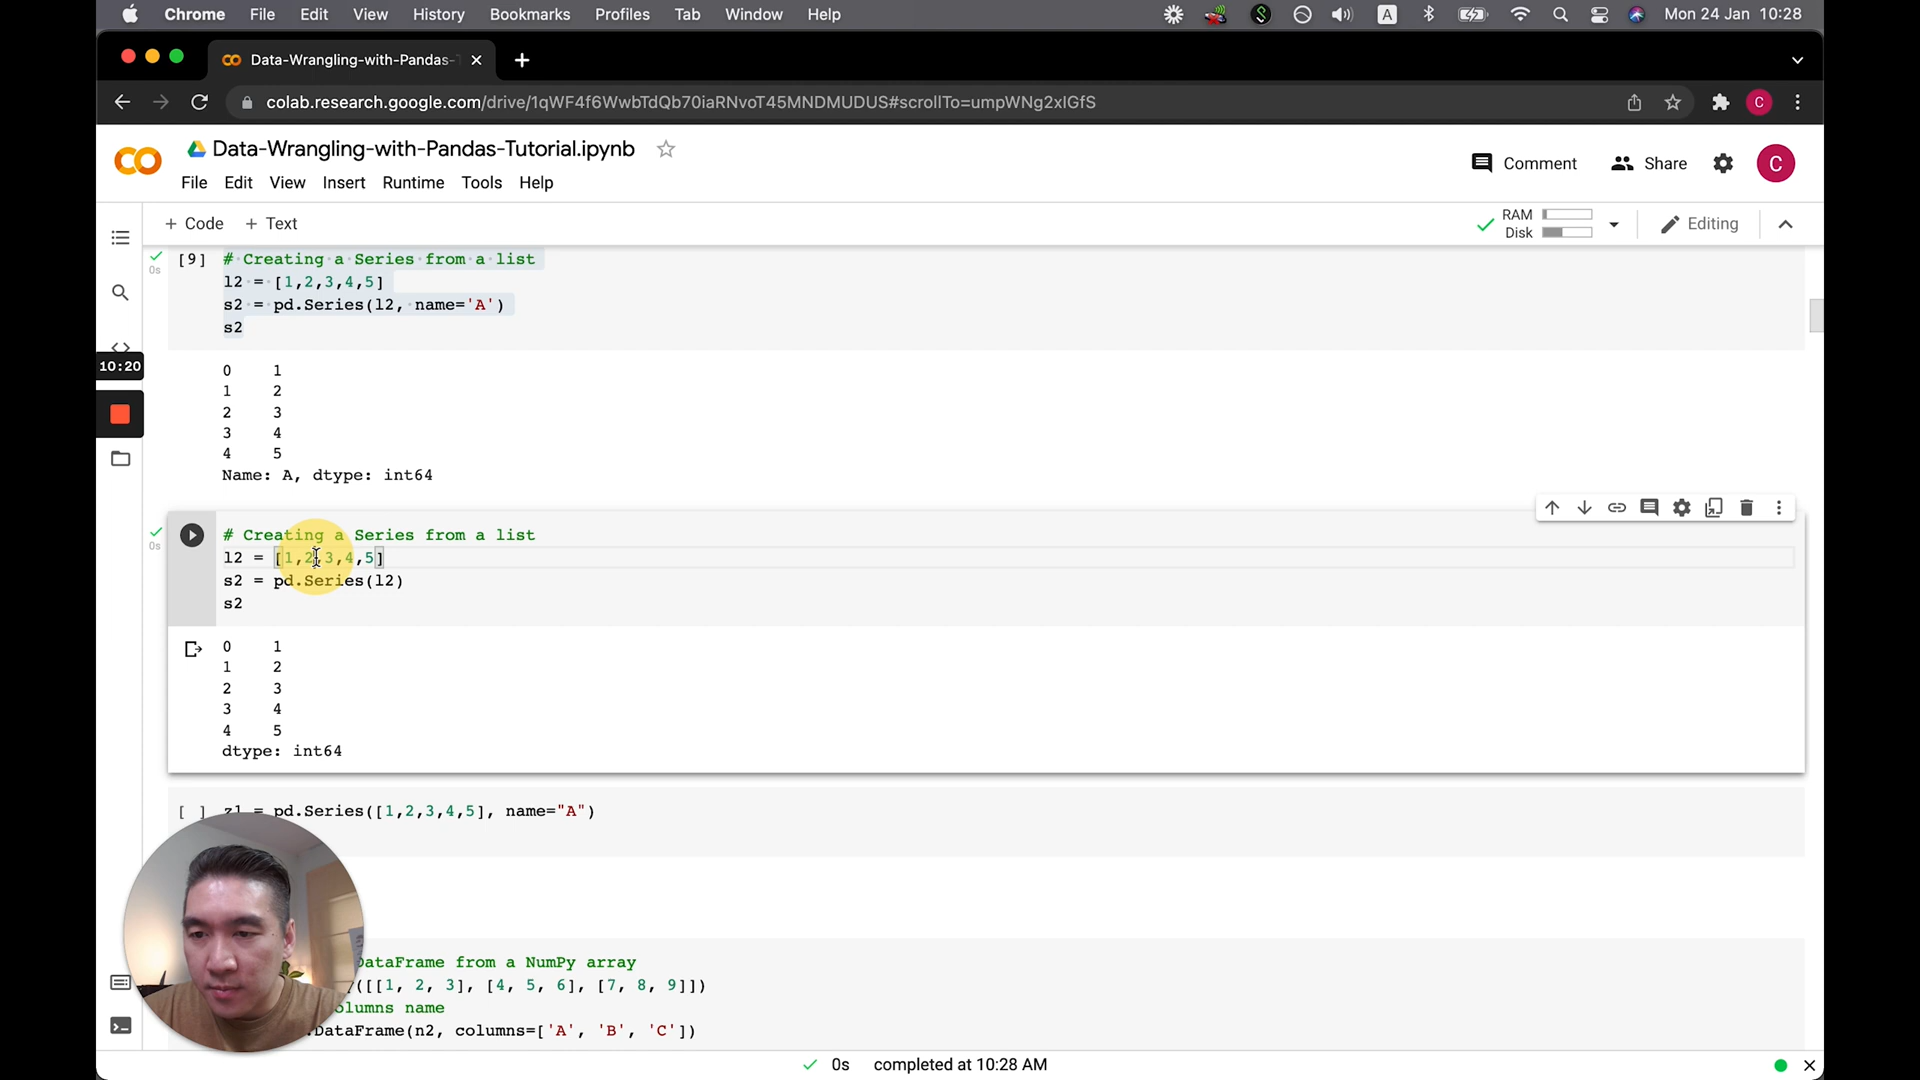 Chrome File Edit View History Bookmarks Profiles Tab Window Help A Mon 24 Jan 10:28
Data-Wrangling-with-Pandas-
colab.research.google.com/drive/1qWF4f6WwbTdQb70iaRNvoT45MNDMUDUS#scrollTo=umpWNg2xIGfS C
Data-Wrangling-with-Pandas-Tutorial.ipynb
Comment Share C
File Edit View Insert Runtime Tools Help
+ Code + Text RAM Disk Editing
0s [9] # Creating a Series from a list
l2 = [1,2,3,4,5]
s2 = pd.Series(l2, name='A')
s2
10:20
0 1
1 2
2 3
3 4
4 5
Name: A, dtype: int64
0s # Creating a Series from a list
l2 = [1,2,3,4,5]
s2 = pd.Series(l2)
s2
0 1
1 2
2 3
3 4
4 5
dtype: int64
[ ] z1 = pd.Series([1,2,3,4,5], name="A")
DataFrame from a NumPy array
([[1, 2, 3], [4, 5, 6], [7, 8, 9]])
olumns name
.DataFrame(n2, columns=['A', 'B', 'C'])
0s completed at 10:28 AM